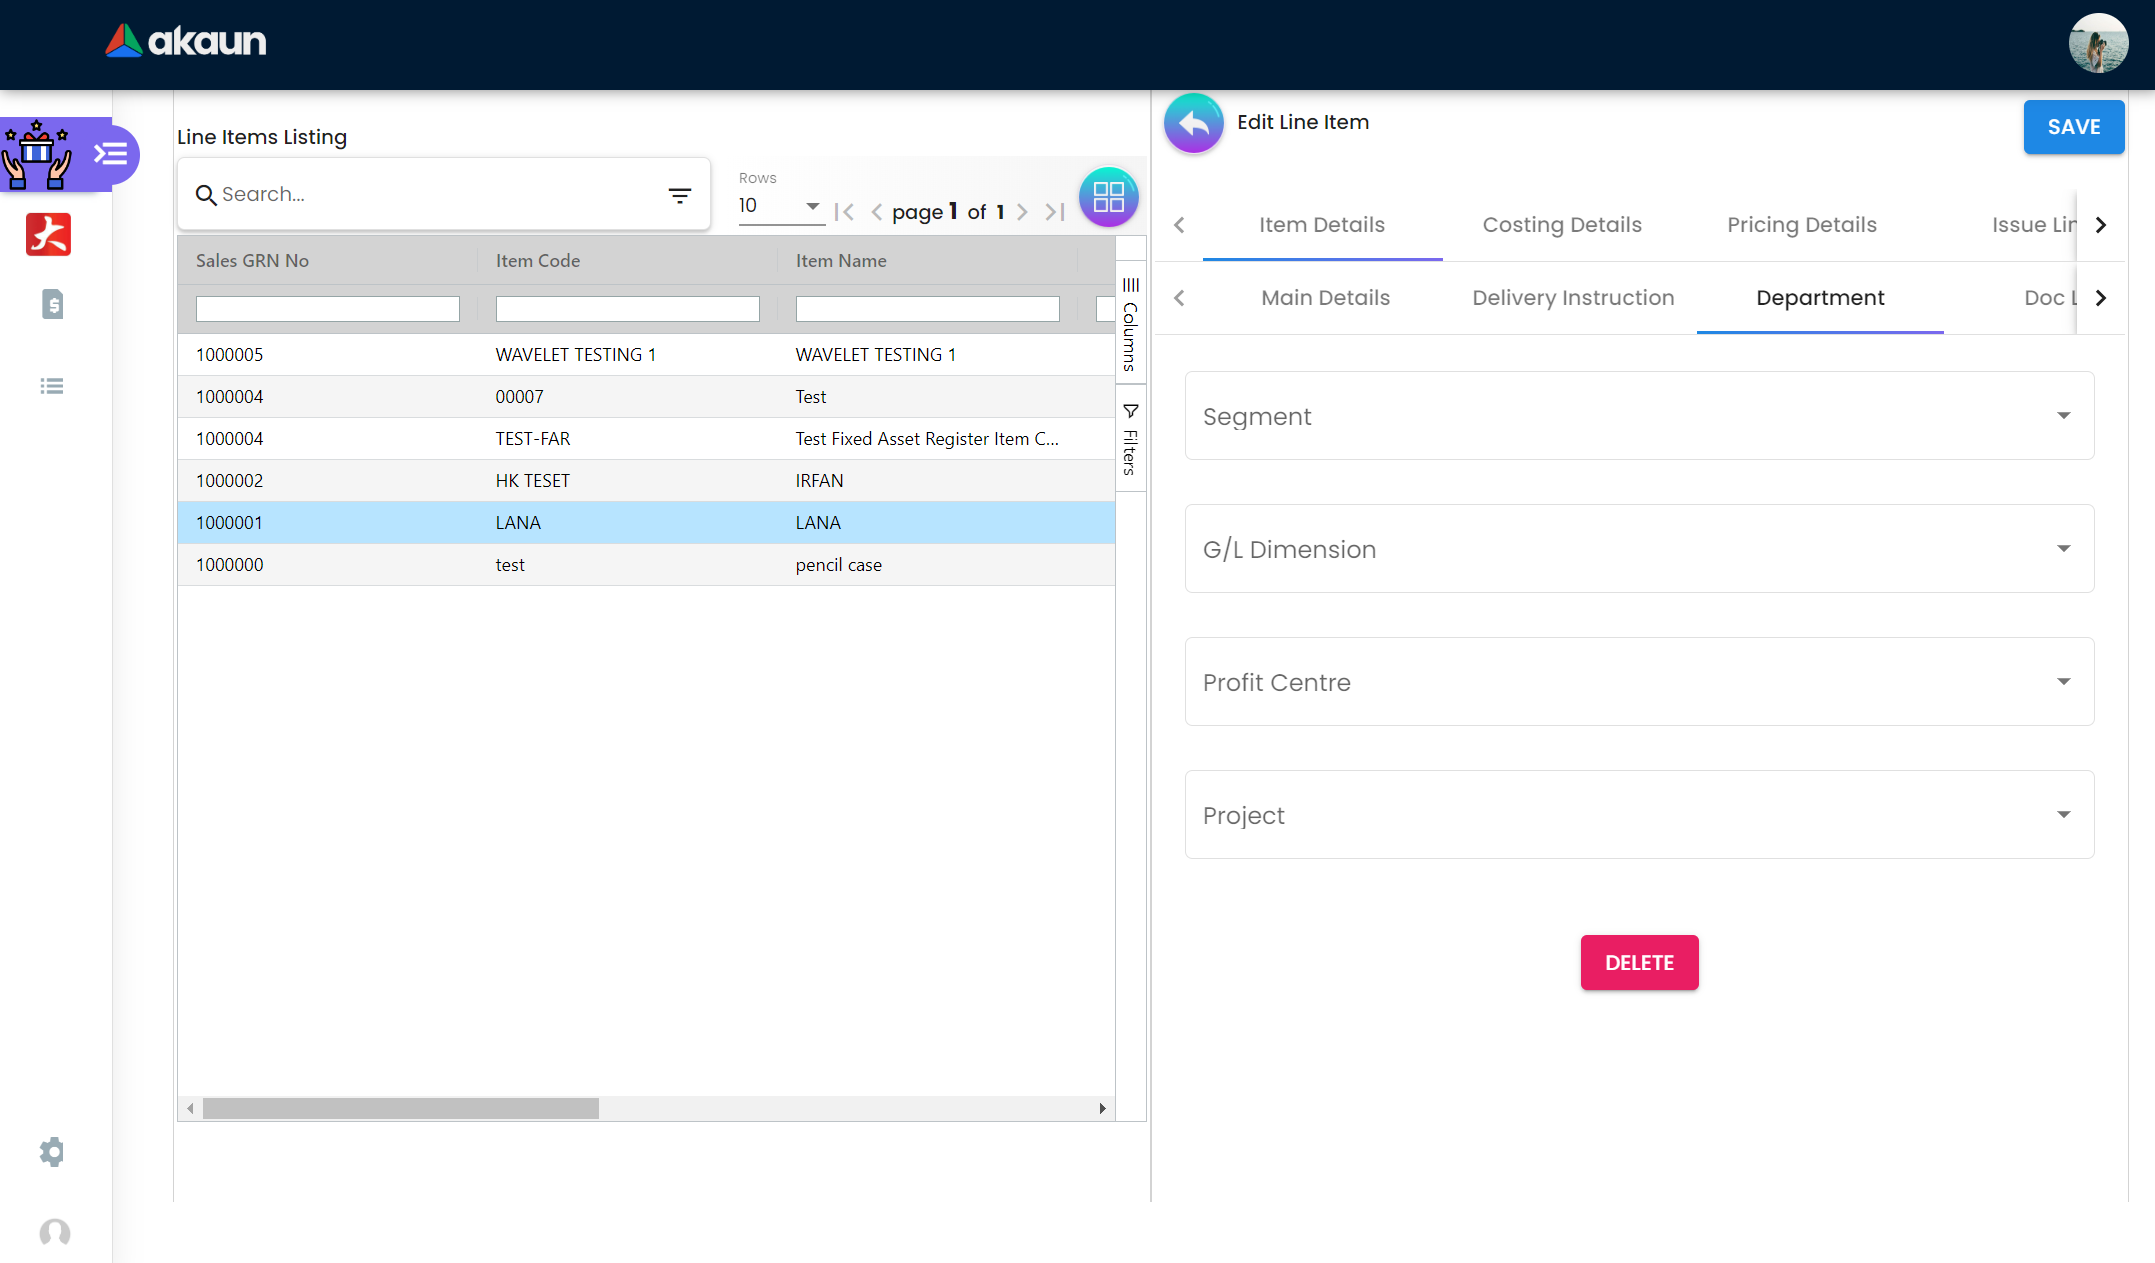 akaun
Line Items Listing
Search...
Rows
10
page 1 of 1
Sales GRN No
Item Code
Item Name
1000005
WAVELET TESTING 1
WAVELET TESTING 1
1000004
00007
Test
1000004
TEST-FAR
Test Fixed Asset Register Item C...
1000002
HK TESET
IRFAN
1000001
LANA
LANA
1000000
test
pencil case
Columns
Filters
Edit Line Item
SAVE
Item Details
Costing Details
Pricing Details
Issue Lin
Main Details
Delivery Instruction
Department
Doc L
Segment
G/L Dimension
Profit Centre
Project
DELETE